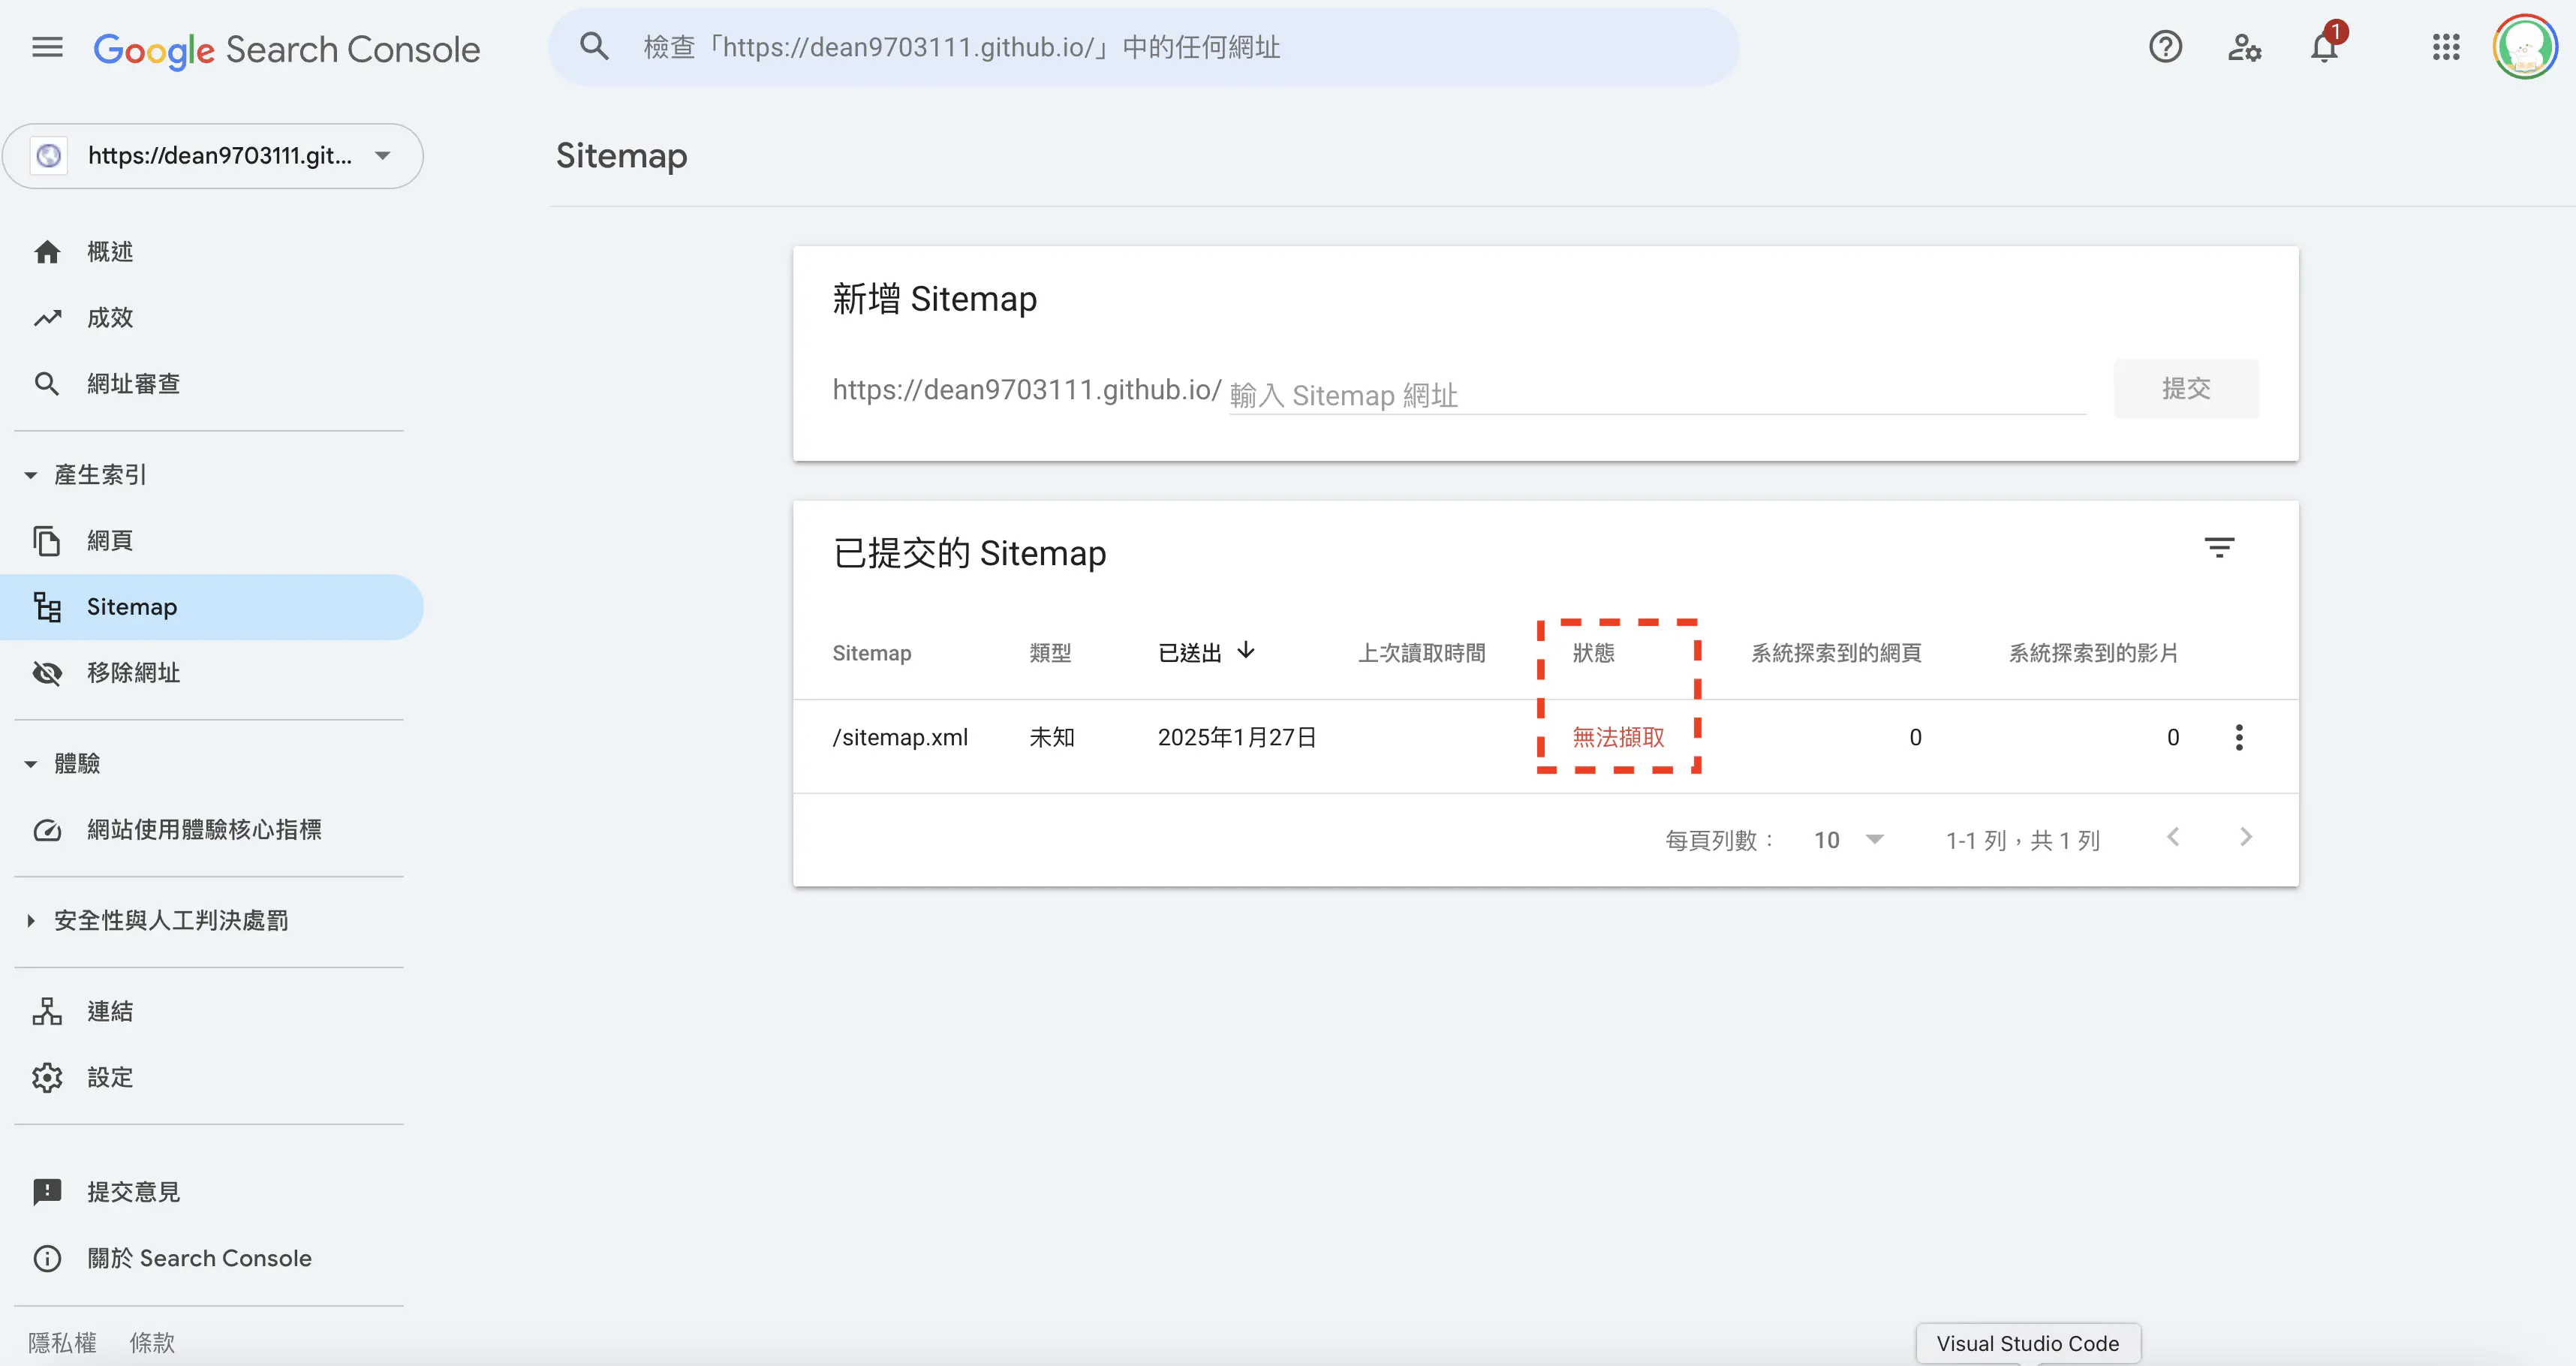 Google Search Console
檢查「https://dean9703111.github.io/」中的任何網址
1
https://dean9703111.git...
Sitemap
概述
成效
網址審查
產生索引
網頁
Sitemap
移除網址
體驗
網站使用體驗核心指標
安全性與人工判決處罰
連結
設定
提交意見
關於 Search Console
隱私權 條款
新增 Sitemap
https://dean9703111.github.io/ 輸入 Sitemap 網址 提交
已提交的 Sitemap
Sitemap 類型 已送出 上次讀取時間 狀態 系統探索到的網頁 系統探索到的影片
/sitemap.xml 未知 2025年1月27日 無法擷取 0 0
每頁列數： 10 1-1 列，共 1 列
Visual Studio Code